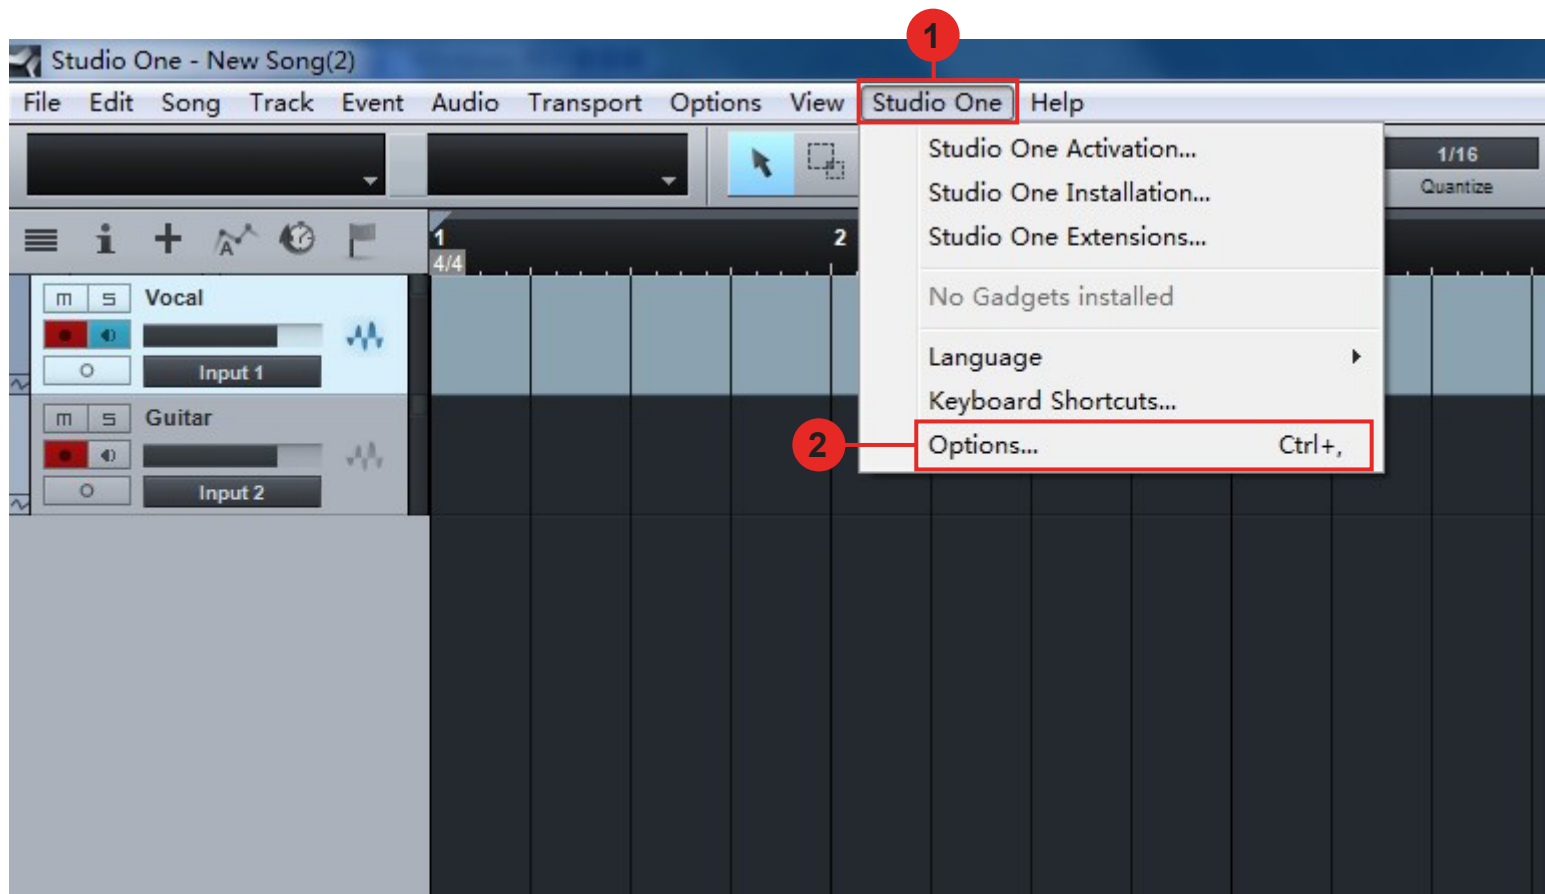 1
Studio One - New Song(2)
File Edit Song Track Event Audio Transport Options View Studio One Help
Studio One Activation...
1/16
Studio One Installation...
Quantize
Studio One Extensions...
1
2
4/4
No Gadgets installed
m S Vocal
Language
Input 1
Keyboard Shortcuts...
m S Guitar
2
Options... Ctrl+,
Input 2